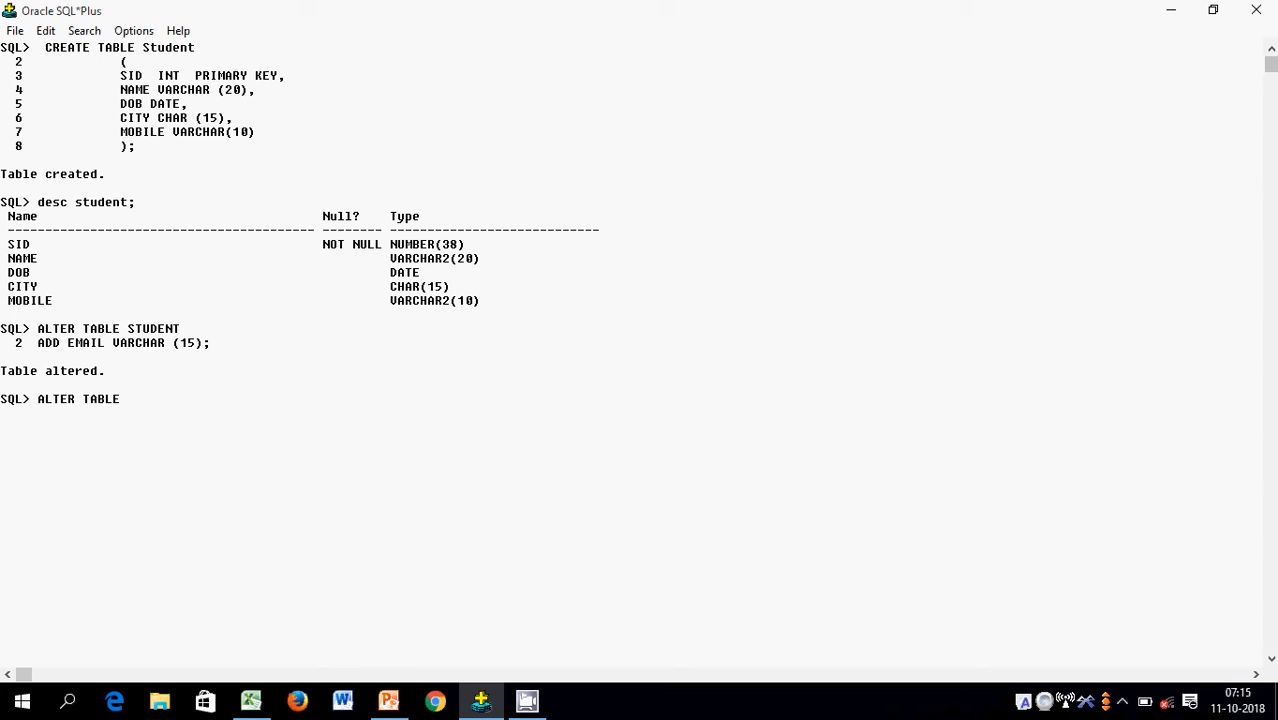 Oracle SQL*Plus
File Edit Search Options Help
SQL>  CREATE TABLE Student
  2             (
  3             SID  INT  PRIMARY KEY,
  4             NAME VARCHAR (20),
  5             DOB DATE,
  6             CITY CHAR (15),
  7             MOBILE VARCHAR(10)
  8             );
Table created.
SQL> desc student;
 Name                                      Null?    Type
 ----------------------------------------- -------- ----------------------------
 SID                                       NOT NULL NUMBER(38)
 NAME                                               VARCHAR2(20)
 DOB                                                DATE
 CITY                                               CHAR(15)
 MOBILE                                             VARCHAR2(10)
SQL> ALTER TABLE STUDENT
  2  ADD EMAIL VARCHAR (15);
Table altered.
SQL> ALTER TABLE
07:15
11-10-2018